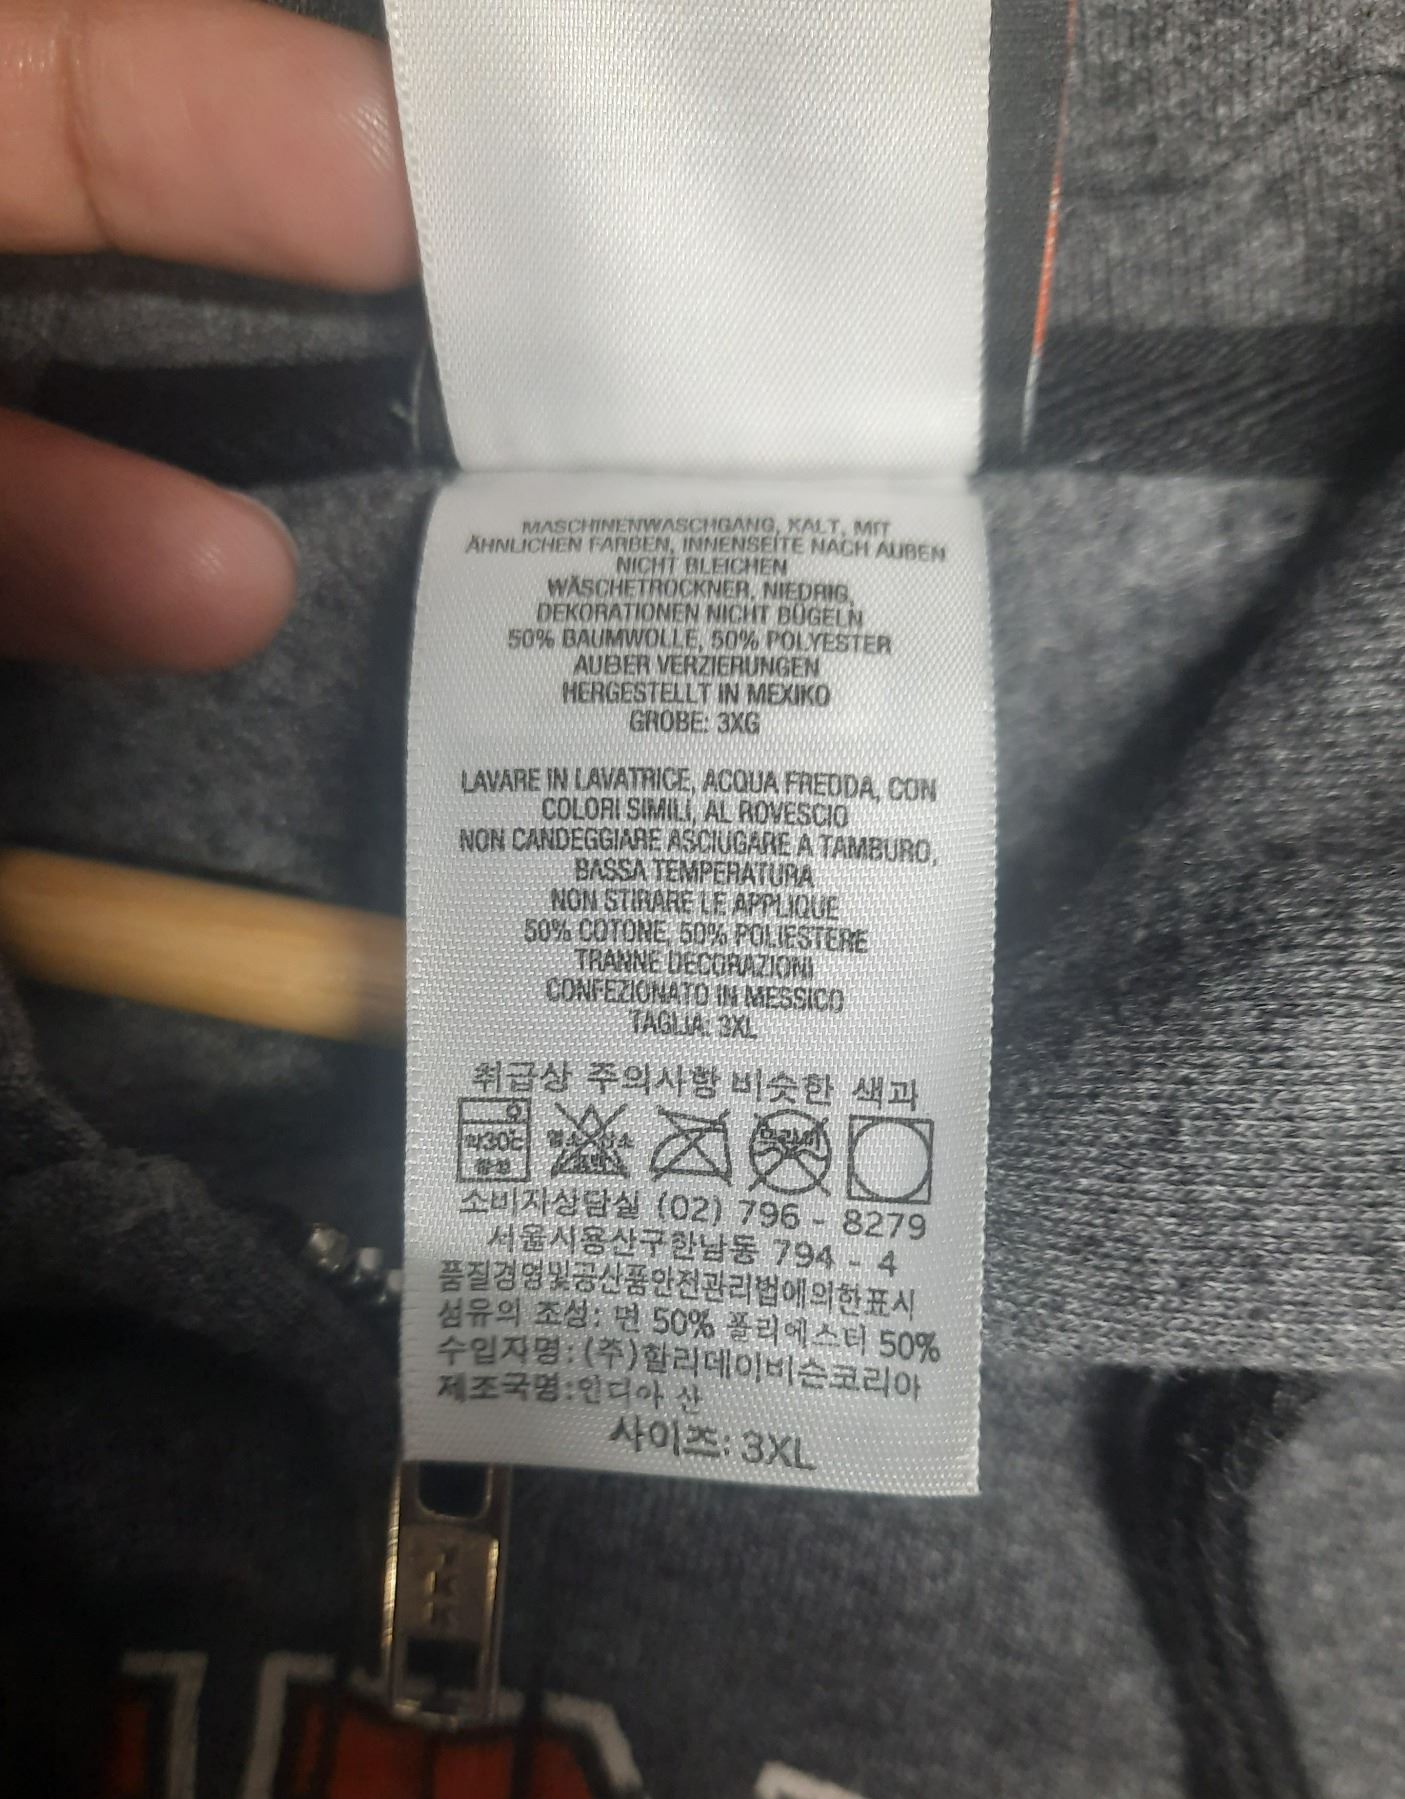 MASCHINENWASCHGANG, KALT, MIT
ÄHNLICHEN FARBEN, INNENSEITE NACH AUBEN
NICHT BLEICHEN
WÄSCHETROCKNER, NIEDRIG,
DEKORATIONEN NICHT BÜGELN
50% BAUMWOLLE, 50% POLYESTER
AUBER VERZIERUNGEN
HERGESTELLT IN MEXIKO
GROBE: 3XG
LAVARE IN LAVATRICE, ACQUA FREDDA, CON
COLORI SIMILI, AL ROVESCIO
NON CANDEGGIARE ASCIUGARE A TAMBURO,
BASSA TEMPERATURA
NON STIRARE LE APPLIQUE
50% COTONE, 50% POLIESTERE
TRANNE DECORAZIONI
CONFEZIONATO IN MESSICO
TAGLIA: 3XL
취급상 주의사항 비슷한 색과
약30℃
소비자상담실 (02) 796 - 8279
서울시용산구한남동 794 - 4
품질경영및공산품안전관리법에의한표시
섬유의 조성: 면 50% 폴리에스터 50%
수입자명: (주)할리데이비슨코리아
제조국명:인디아 산
사이즈: 3XL
YKK